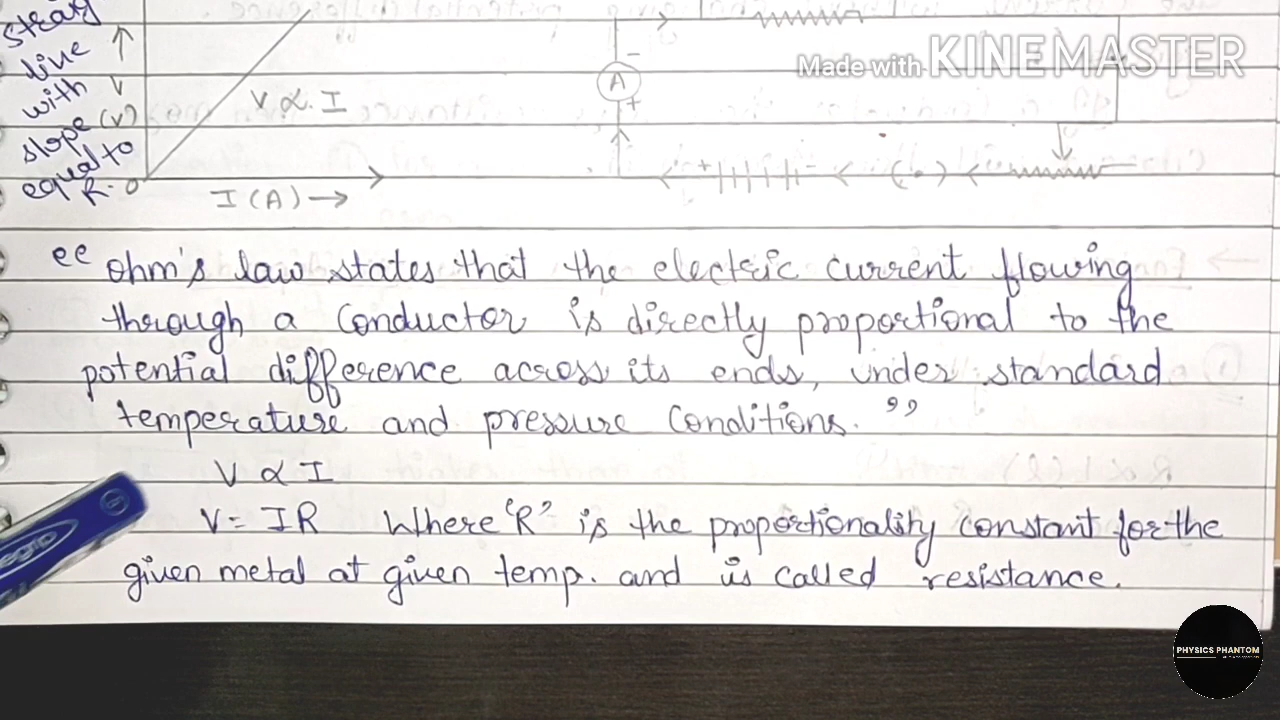 line
with
slope
equal to
R.
V
(V)
V ∝ I
O
I (A) →
-
A
+
+ -
(•)
Made with KINEMASTER
ee ohm's law states that the electric current flowing
through a conductor is directly proportional to the
potential difference across its ends, under standard
temperature and pressure conditions. ”
V ∝ I
V = IR Where 'R' is the proportionality constant for the
given metal at given temp. and is called resistance.
PHYSICS PHANTOM